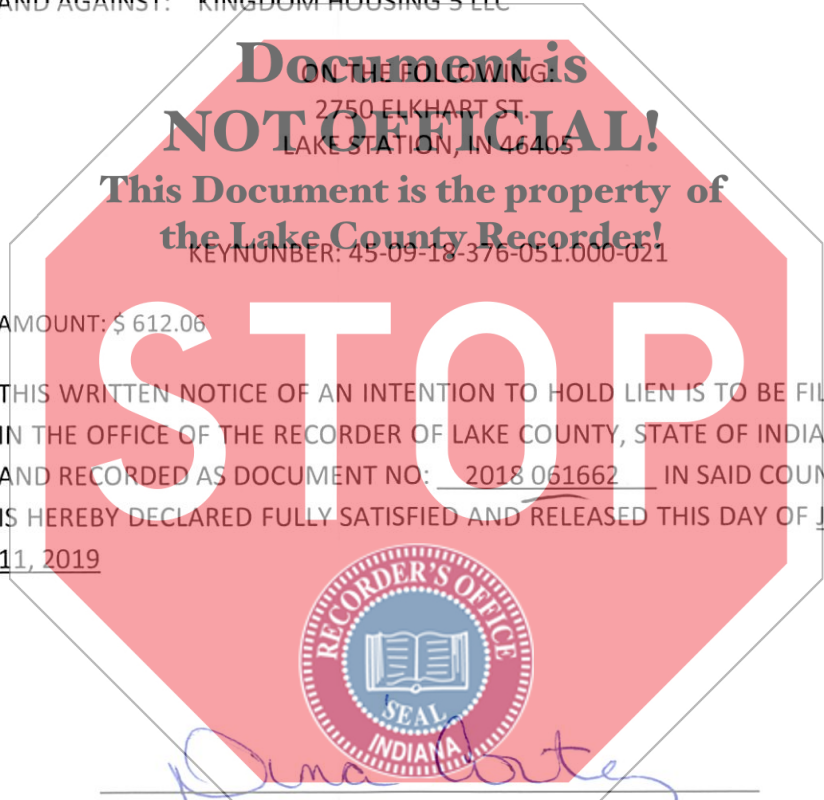 AND AGAINST: KINGDOM HOUSING 5 LLC
Document is
ON THE FOLLOWING:
2750 ELKHART ST.
NOT OFFICIAL!
LAKE STATION, IN 46405
This Document is the property of
the Lake County Recorder!
KEYNUNBER: 45-09-18-376-051.000-021
AMOUNT: $ 612.06
STOP
THIS WRITTEN NOTICE OF AN INTENTION TO HOLD LIEN IS TO BE FIL
IN THE OFFICE OF THE RECORDER OF LAKE COUNTY, STATE OF INDIA
AND RECORDED AS DOCUMENT NO: 2018 061662 IN SAID COUN
IS HEREBY DECLARED FULLY SATISFIED AND RELEASED THIS DAY OF J
11, 2019
RECORDER'S OFFICE
SEAL
INDIANA
Dina